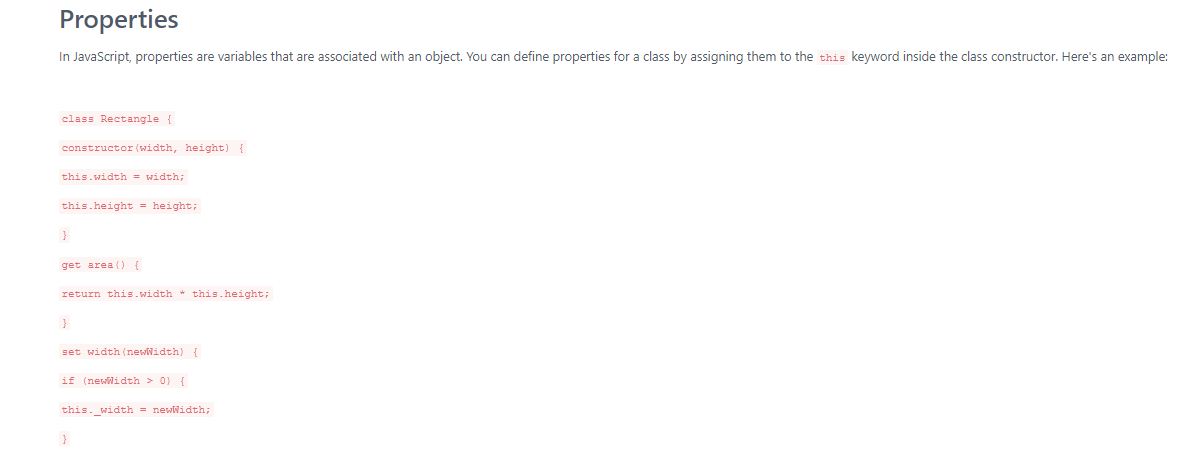 Properties
In JavaScript, properties are variables that are associated with an object. You can define properties for a class by assigning them to the this keyword inside the class constructor. Here's an example:
class Rectangle {
constructor(width, height) {
this.width = width;
this.height = height;
}
get area() {
return this.width * this.height;
}
set width(newWidth) {
if (newWidth > 0) {
this._width = newWidth;
}